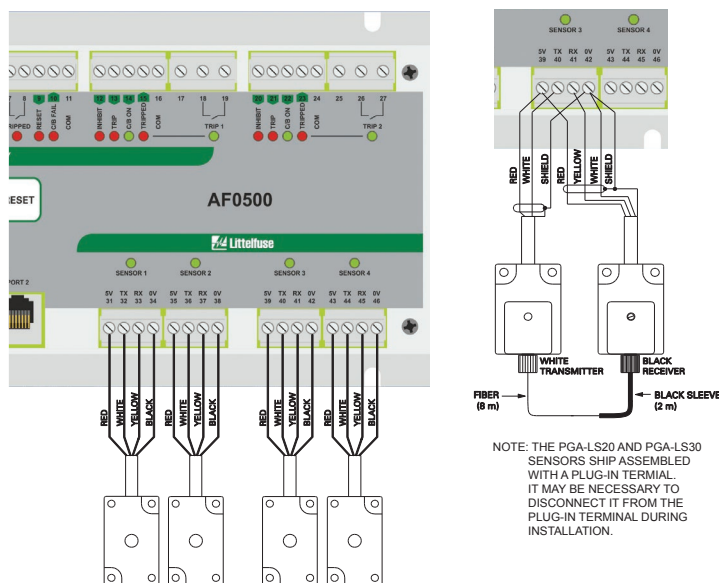 7 8 9 10 11 12 13 14 15 16 17 18 19 20 21 22 23 24 25 26 27
TRIPPED RESET C/B FAIL COM INHIBIT TRIP C/B ON TRIPPED COM TRIP 1 INHIBIT TRIP C/B ON TRIPPED COM TRIP 2
RESET
AF0500
Littelfuse
SENSOR 1 SENSOR 2 SENSOR 3 SENSOR 4
PORT 2
5V TX RX 0V 5V TX RX 0V 5V TX RX 0V 5V TX RX 0V
31 32 33 34 35 36 37 38 39 40 41 42 43 44 45 46
RED WHITE YELLOW BLACK RED WHITE YELLOW BLACK RED WHITE YELLOW BLACK RED WHITE YELLOW BLACK
SENSOR 3 SENSOR 4
5V TX RX 0V 5V TX RX 0V
39 40 41 42 43 44 45 46
RED WHITE SHIELD RED YELLOW WHITE SHIELD
WHITE
TRANSMITTER
BLACK
RECEIVER
FIBER
(8 m)
BLACK SLEEVE
(2 m)
NOTE: THE PGA-LS20 AND PGA-LS30
SENSORS SHIP ASSEMBLED
WITH A PLUG-IN TERMIAL.
IT MAY BE NECESSARY TO
DISCONNECT IT FROM THE
PLUG-IN TERMINAL DURING
INSTALLATION.